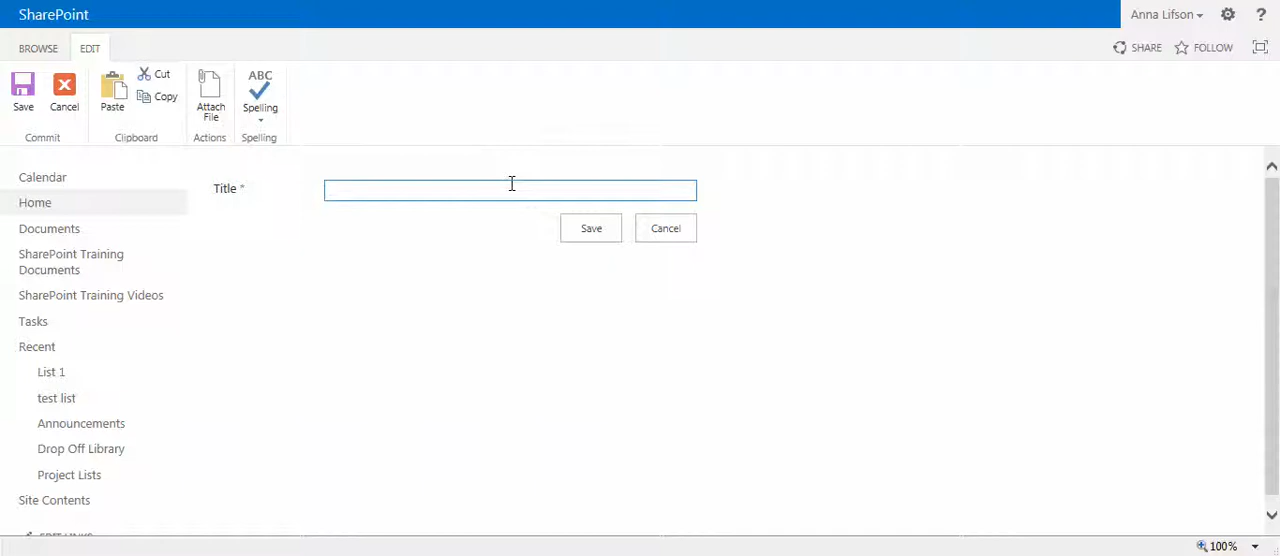 SharePoint
Anna Lifson
?
BROWSE
EDIT
SHARE
FOLLOW
Save
Cancel
Paste
Cut
Copy
Attach
File
ABC
Spelling
Commit
Clipboard
Actions
Spelling
Calendar
Home
Documents
SharePoint Training
Documents
SharePoint Training Videos
Tasks
Recent
List 1
test list
Announcements
Drop Off Library
Project Lists
Site Contents
EDIT LINKS
Title *
Save
Cancel
100%